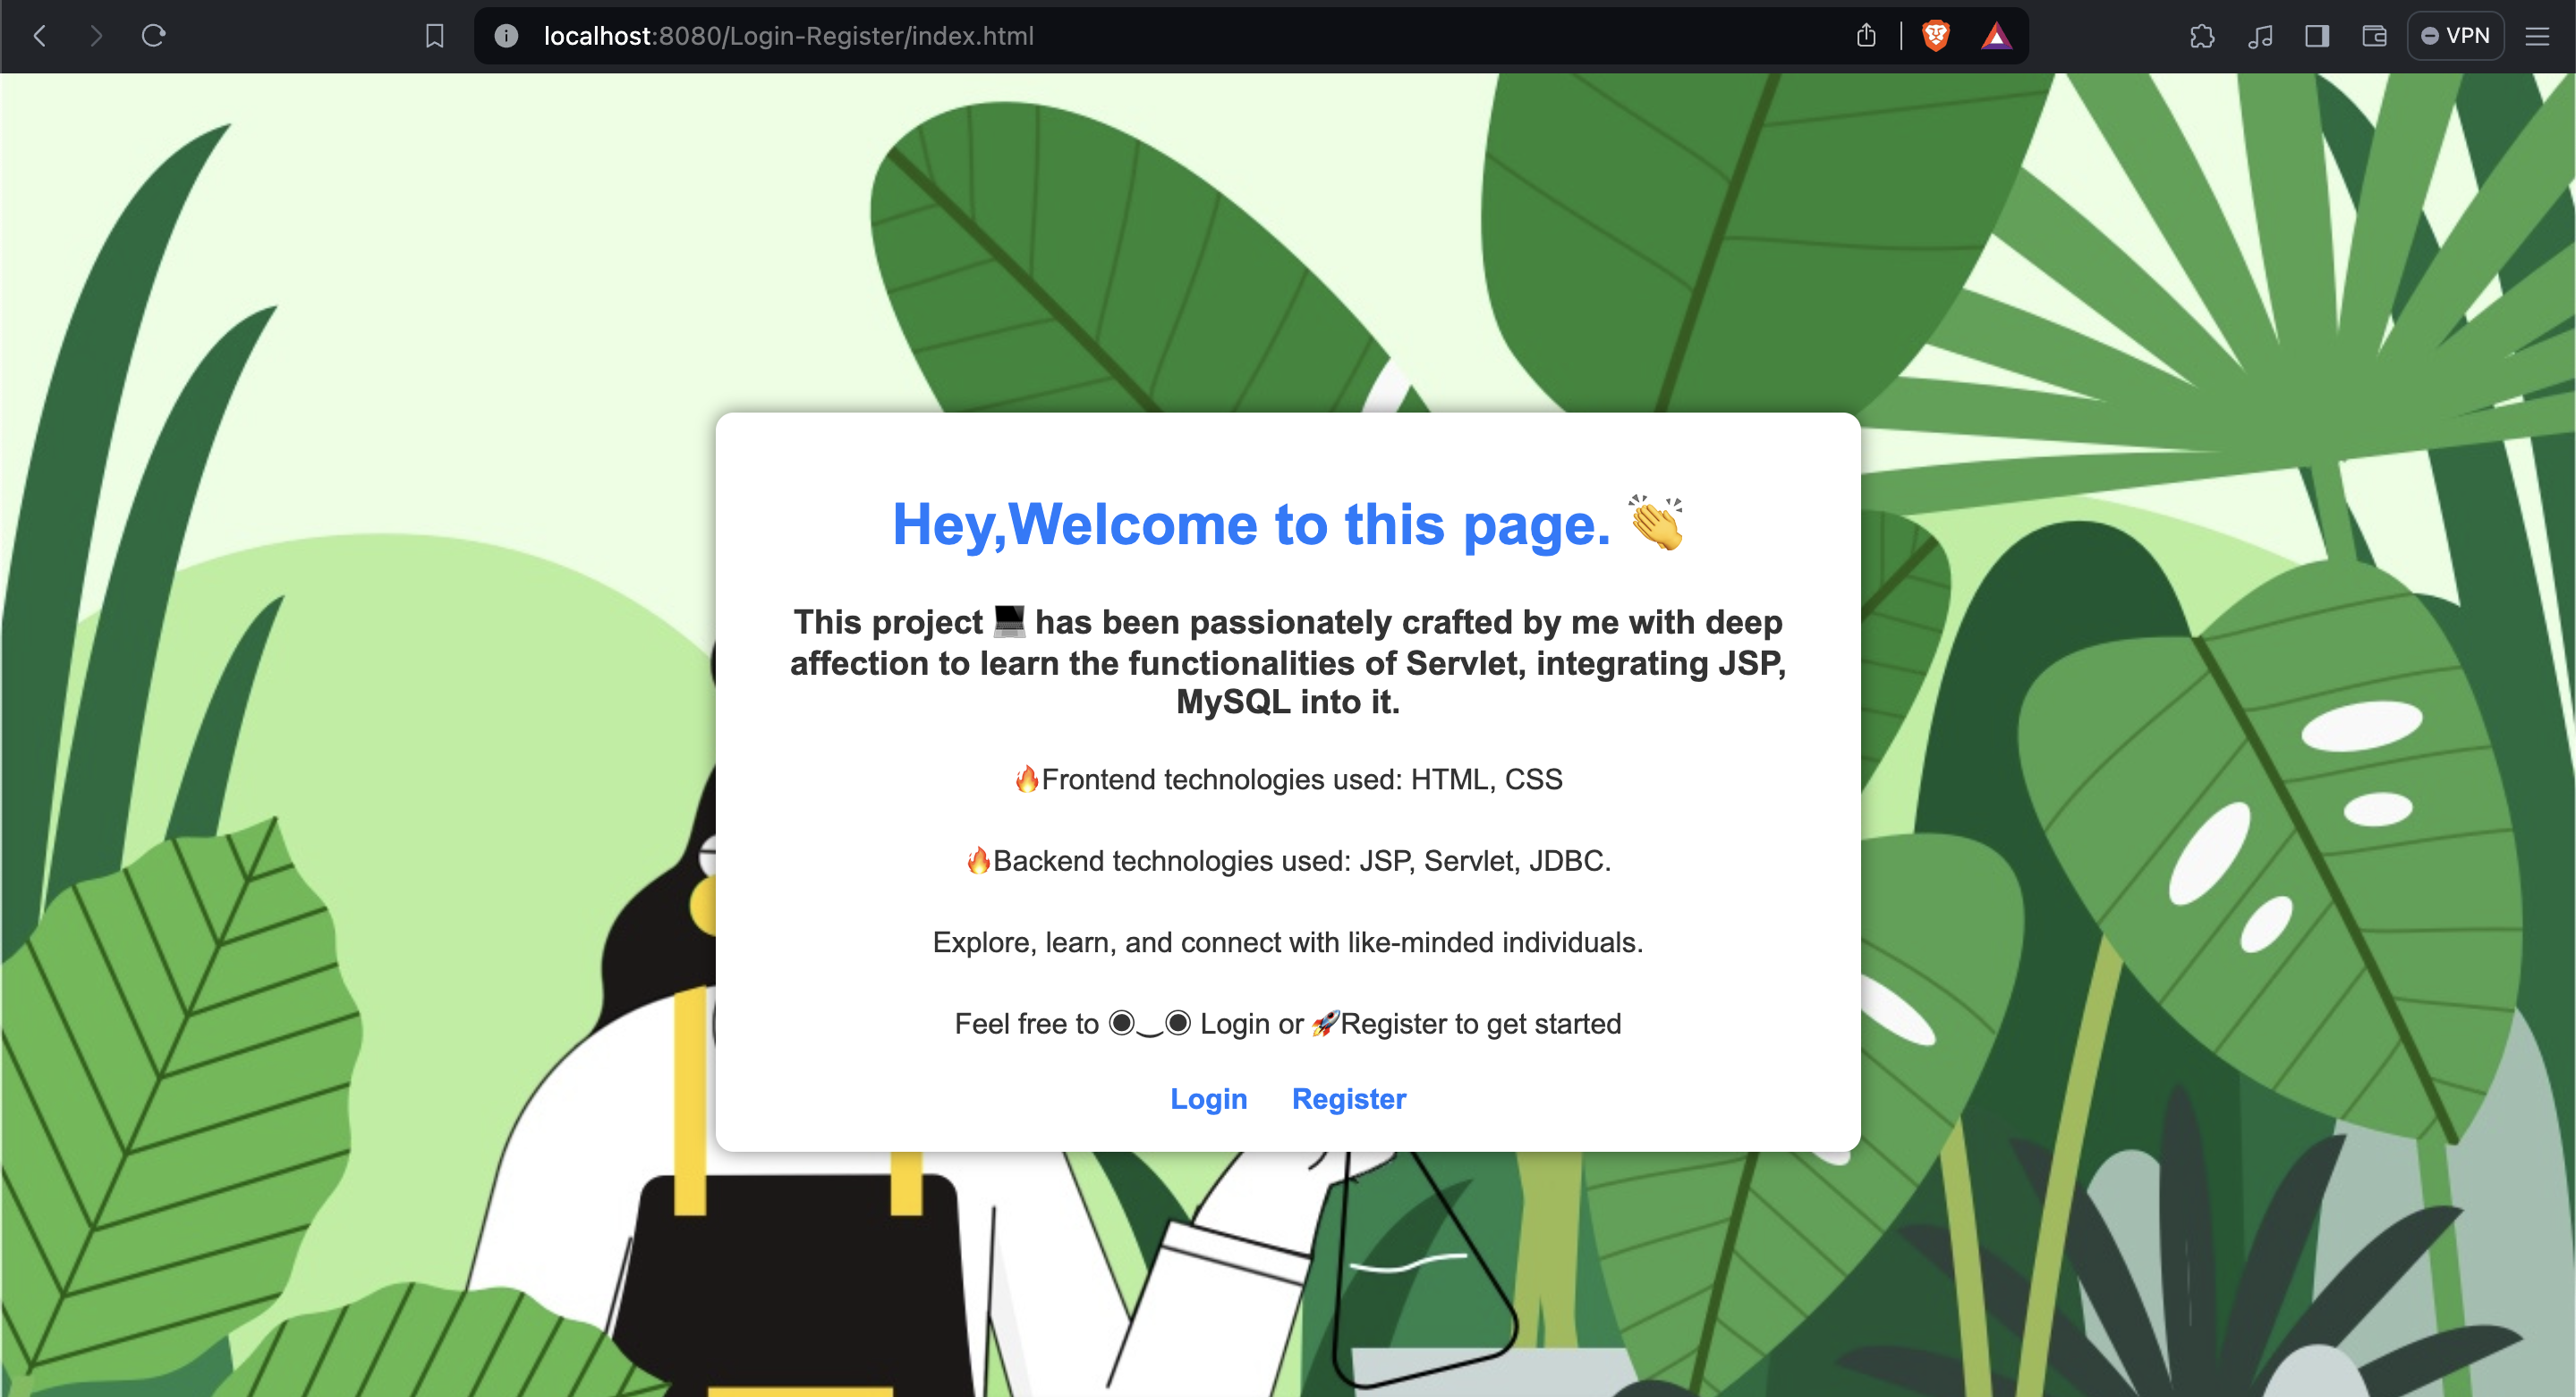 localhost:8080/Login-Register/index.html
VPN
Hey,Welcome to this page. 👏
This project 💻 has been passionately crafted by me with deep
affection to learn the functionalities of Servlet, integrating JSP,
MySQL into it.
🔥Frontend technologies used: HTML, CSS
🔥Backend technologies used: JSP, Servlet, JDBC.
Explore, learn, and connect with like-minded individuals.
Feel free to ◉‿◉ Login or 🚀Register to get started
Login Register